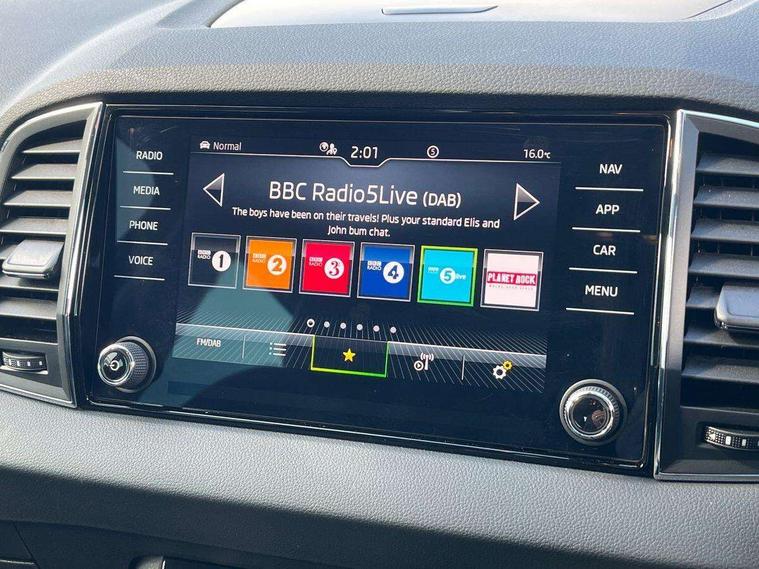 RADIO
MEDIA
PHONE
VOICE
Normal
2:01
5
16.0°C
BBC Radio5Live (DAB)
The boys have been on their travels! Plus your standard Elis and
John bum chat.
BBC RADIO 1
BBC RADIO 2
BBC RADIO 3
BBC RADIO 4
BBC 5 live
PLANET ROCK
FM/DAB
NAV
APP
CAR
MENU